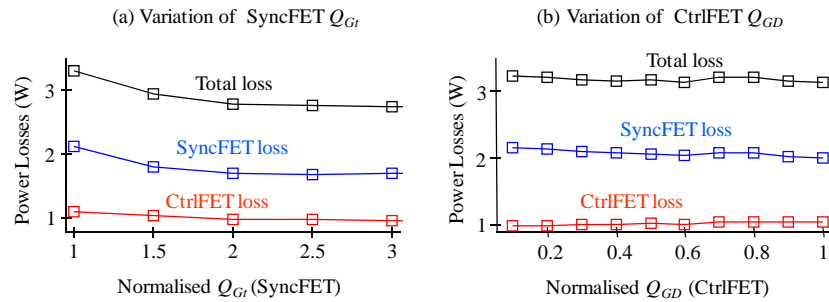 (a) Variation of SyncFET Q_Gt
Power Losses (W)
3
2
1
Total loss
SyncFET loss
CtrlFET loss
1 1.5 2 2.5 3
Normalised Q_Gt (SyncFET)
(b) Variation of CtrlFET Q_GD
Power Losses (W)
3
2
1
Total loss
SyncFET loss
CtrlFET loss
0.2 0.4 0.6 0.8 1
Normalised Q_GD (CtrlFET)